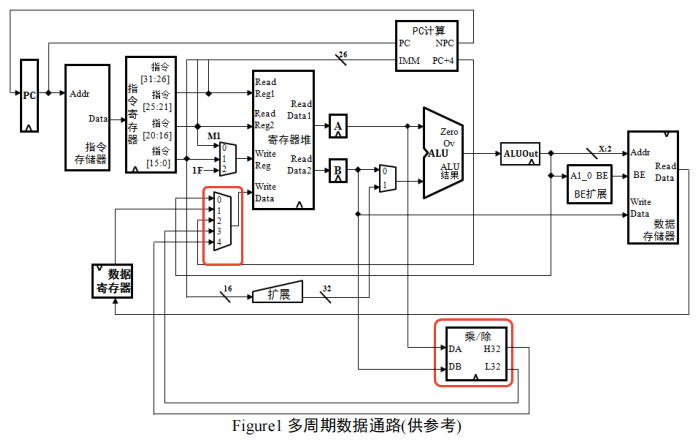 PC计算
PC
NPC
IMM
PC+4
26
PC
Addr
Data
指令
存储器
指令寄存器
指令
[31:26]
指令
[25:21]
指令
[20:16]
指令
[15:0]
M1
0
1
2
1F
Read
Reg1
Read
Reg2
Write
Reg
Write
Data
Read
Data1
Read
Data2
寄存器堆
A
B
0
1
Zero
Ov
ALU
ALU
结果
ALUOut
X:2
A1_0
BE
BE扩展
Addr
BE
Write
Data
Read
Data
数据
存储器
0
1
2
3
4
数据
寄存器
16
扩展
32
乘/除
DA
H32
DB
L32
Figure1 多周期数据通路(供参考)